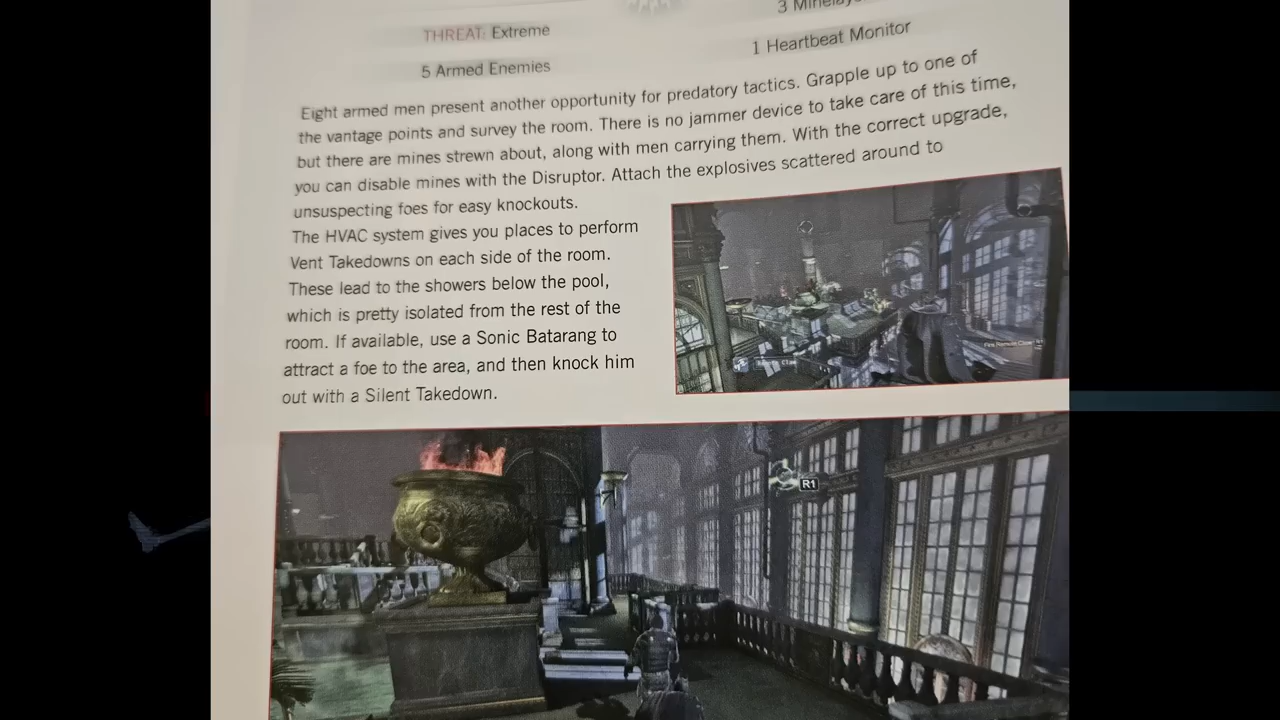 THREAT: Extreme
5 Armed Enemies
3 Minelayer
1 Heartbeat Monitor
Eight armed men present another opportunity for predatory tactics. Grapple up to one of
the vantage points and survey the room. There is no jammer device to take care of this time,
but there are mines strewn about, along with men carrying them. With the correct upgrade,
you can disable mines with the Disruptor. Attach the explosives scattered around to
unsuspecting foes for easy knockouts.
The HVAC system gives you places to perform
Vent Takedowns on each side of the room.
These lead to the showers below the pool,
which is pretty isolated from the rest of the
room. If available, use a Sonic Batarang to
attract a foe to the area, and then knock him
out with a Silent Takedown.
R1